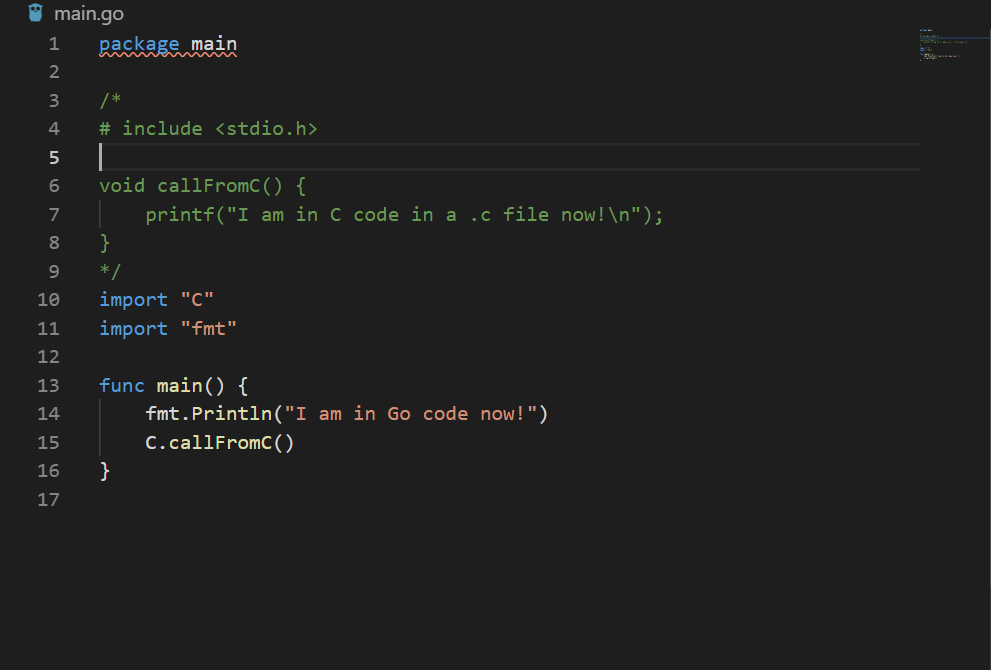 main.go
1 package main
2
3 /*
4 # include <stdio.h>
5
6 void callFromC() {
7     printf("I am in C code in a .c file now!\n");
8 }
9 */
10 import "C"
11 import "fmt"
12
13 func main() {
14     fmt.Println("I am in Go code now!")
15     C.callFromC()
16 }
17